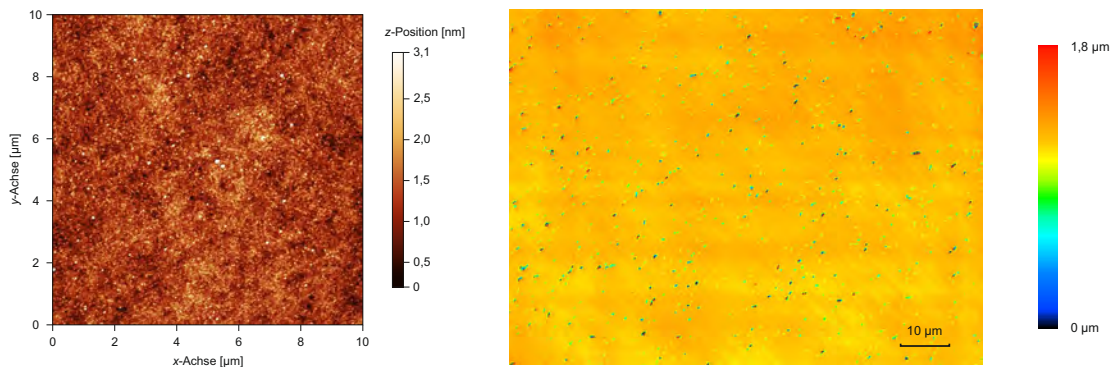 10
8
6
4
2
0
y-Achse [µm]
0 2 4 6 8 10
x-Achse [µm]
z-Position [nm]
3,1
2,5
2,0
1,5
1,0
0,5
0
10 µm
1,8 µm
0 µm